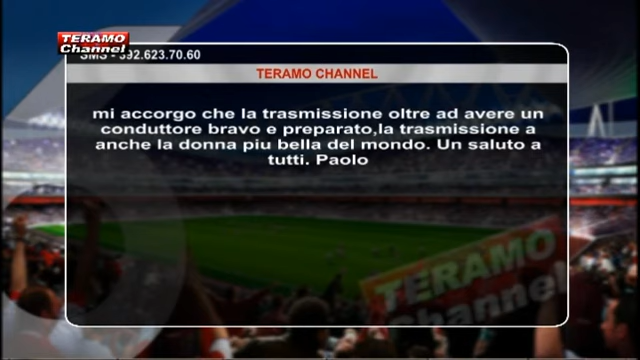 TERAMO
Channel
SMS - 392.623.70.60
TERAMO CHANNEL
mi accorgo che la trasmissione oltre ad avere un
conduttore bravo e preparato,la trasmissione a
anche la donna piu bella del mondo. Un saluto a
tutti. Paolo
TERAMO
Channel